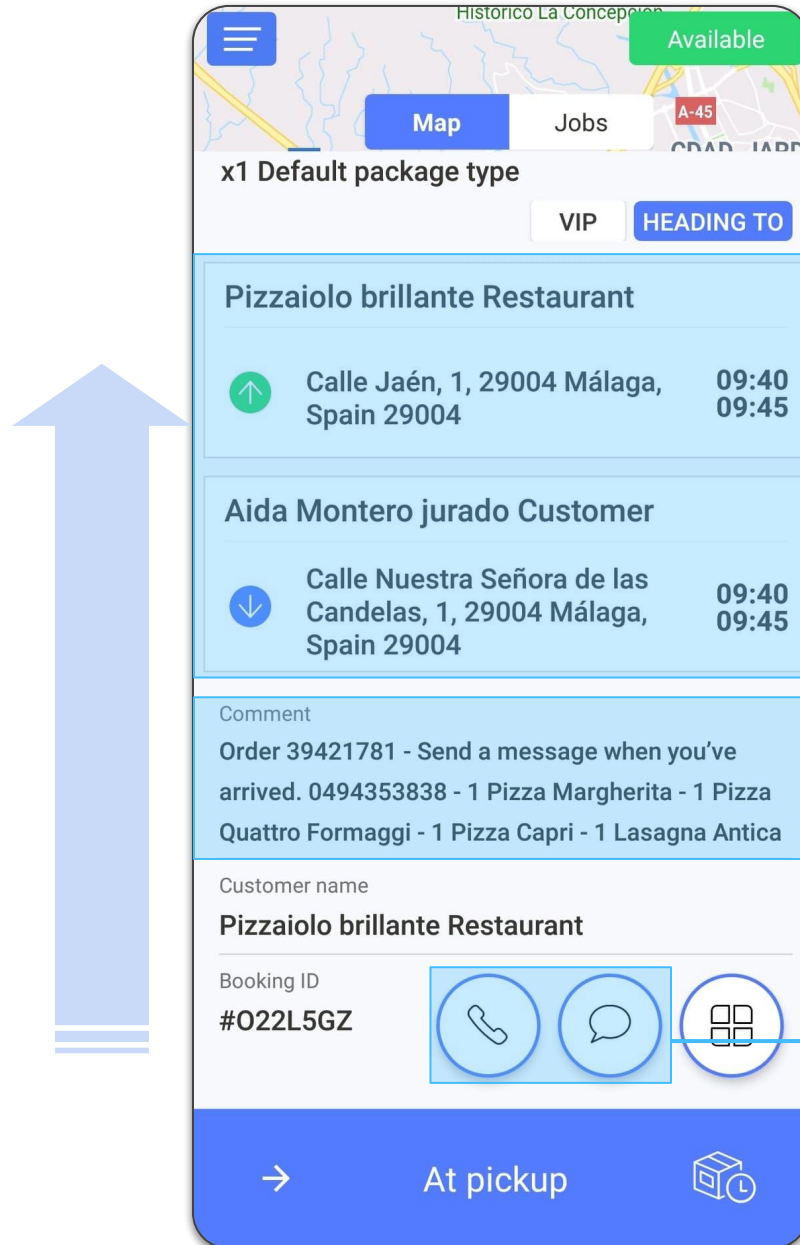 Histórico La Concepción
Available
Map
Jobs
A-45
x1 Default package type
VIP
HEADING TO
Pizzaiolo brillante Restaurant
Calle Jaén, 1, 29004 Málaga,
Spain 29004
09:40
09:45
Aida Montero jurado Customer
Calle Nuestra Señora de las
Candelas, 1, 29004 Málaga,
Spain 29004
09:40
09:45
Comment
Order 39421781 - Send a message when you've
arrived. 0494353838 - 1 Pizza Margherita - 1 Pizza
Quattro Formaggi - 1 Pizza Capri - 1 Lasagna Antica
Customer name
Pizzaiolo brillante Restaurant
Booking ID
#O22L5GZ
At pickup